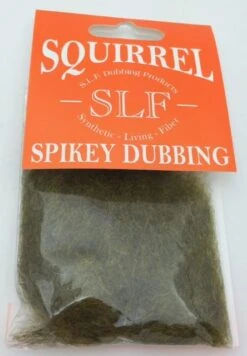 SQUIRREL
S.L.F. Dubbing Products
-SLF-
Synthetic - Living - Fiber
SPIKEY DUBBING